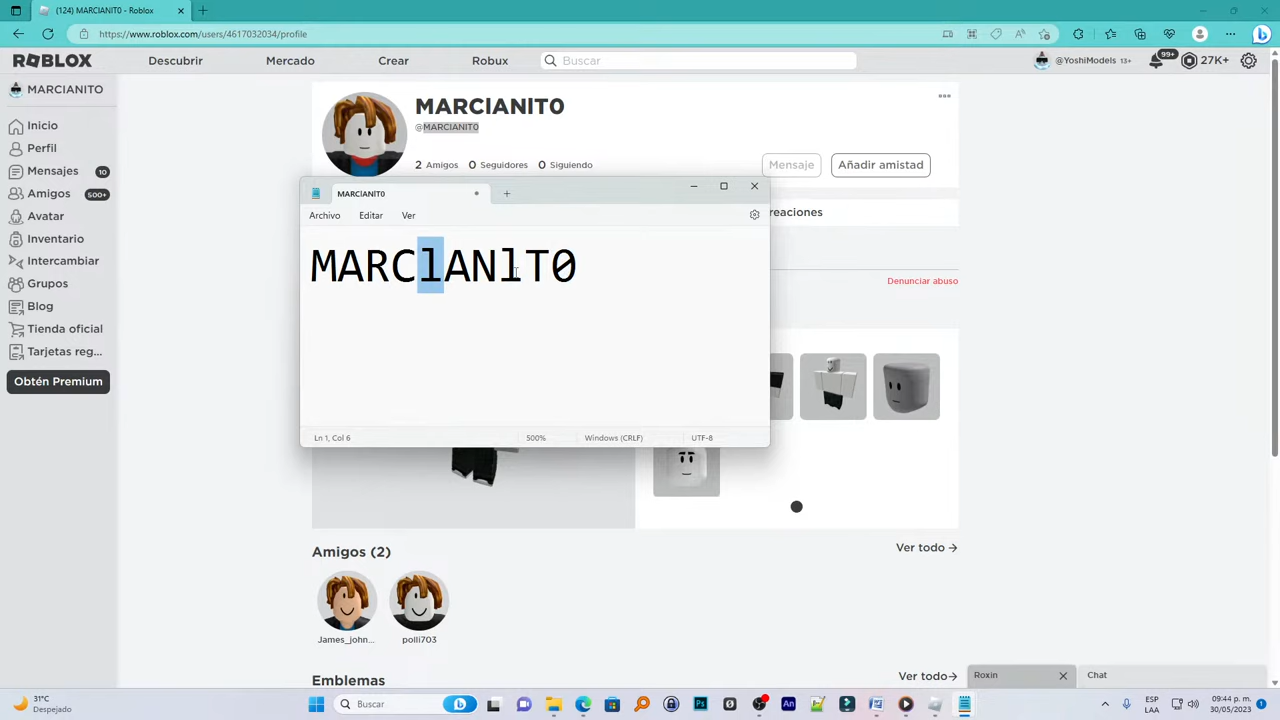 (124) MARCIANIT0 - Roblox
https://www.roblox.com/users/4617032034/profile
ROBLOX
Descubrir
Mercado
Crear
Robux
Buscar
@YoshiModels 13+
99+
27K+
MARCIANIT0
Inicio
Perfil
Mensajes 10
Amigos 500+
Avatar
Inventario
Intercambiar
Grupos
Blog
Tienda oficial
Tarjetas reg...
Obtén Premium
MARCIANIT0
@MARCIANIT0
2 Amigos 0 Seguidores 0 Siguiendo
Mensaje
Añadir amistad
reaciones
Denunciar abuso
MARCIANIT0
Archivo
Editar
Ver
MARClANlT0
Ln 1, Col 6
500%
Windows (CRLF)
UTF-8
Amigos (2)
Ver todo
James_john...
polli703
Emblemas
Ver todo
Roxin
Chat
31°C
Despejado
Buscar
ESP
LAA
09:44 p. m.
30/05/2023